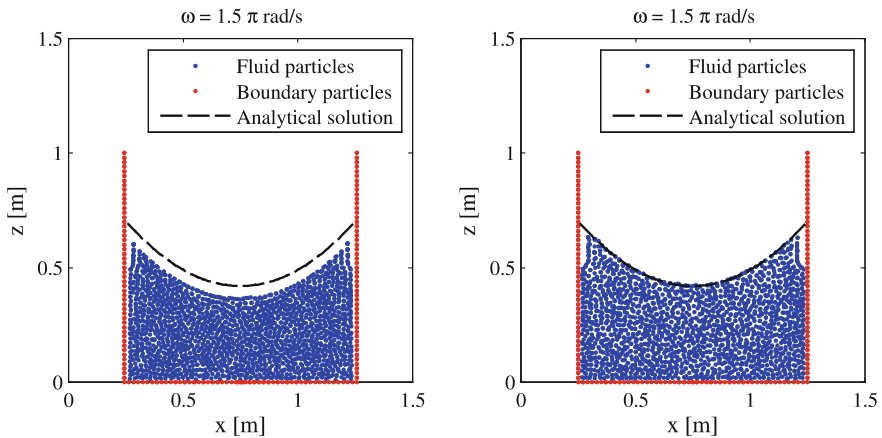 ω = 1.5 π rad/s
1.5
1
0.5
0
z [m]
Fluid particles
Boundary particles
Analytical solution
0 0.5 1 1.5
x [m]
ω = 1.5 π rad/s
1.5
1
0.5
0
z [m]
Fluid particles
Boundary particles
Analytical solution
0 0.5 1 1.5
x [m]